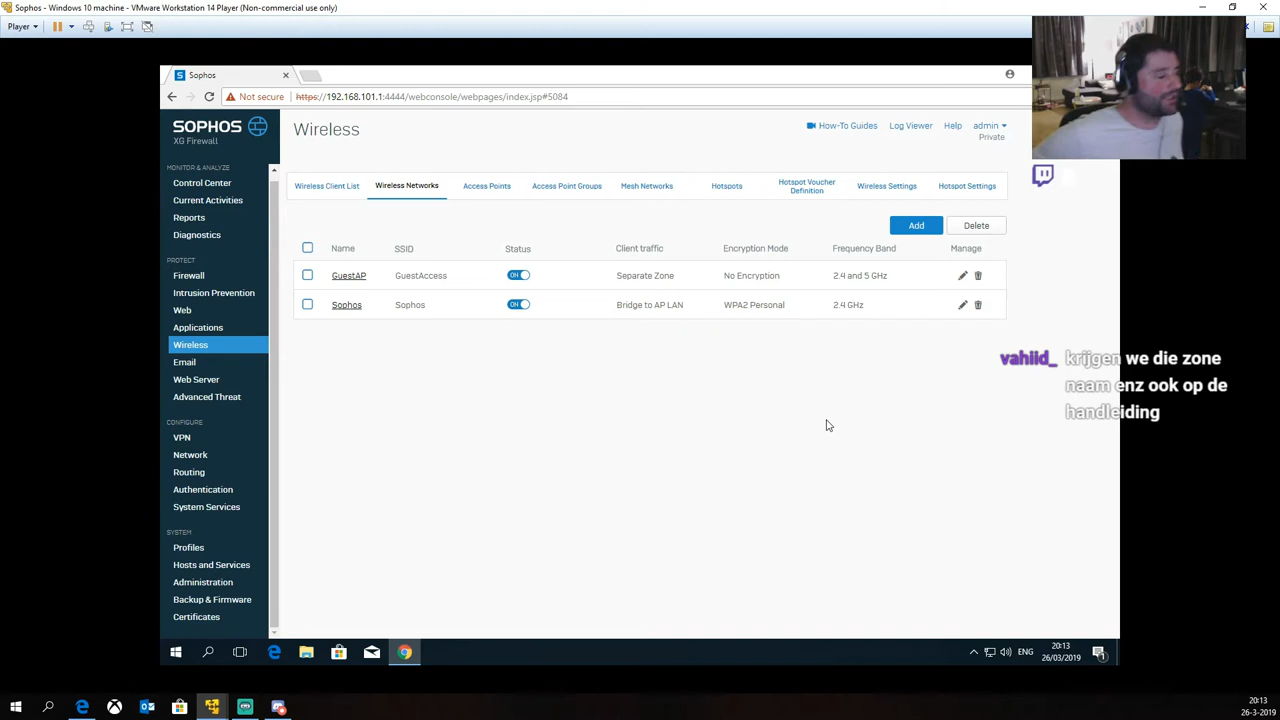 Sophos - Windows 10 machine - VMware Workstation 14 Player (Non-commercial use only)
Player
Sophos
Not secure
https://192.168.101.1:4444/webconsole/webpages/index.jsp#5084
SOPHOS
XG Firewall
Wireless
How-To Guides
Log Viewer
Help
admin
Private
MONITOR & ANALYZE
Control Center
Current Activities
Reports
Diagnostics
PROTECT
Firewall
Intrusion Prevention
Web
Applications
Wireless
Email
Web Server
Advanced Threat
CONFIGURE
VPN
Network
Routing
Authentication
System Services
SYSTEM
Profiles
Hosts and Services
Administration
Backup & Firmware
Certificates
Wireless Client List
Wireless Networks
Access Points
Access Point Groups
Mesh Networks
Hotspots
Hotspot Voucher
Definition
Wireless Settings
Hotspot Settings
Add
Delete
Name SSID Status Client traffic Encryption Mode Frequency Band Manage
GuestAP GuestAccess ON Separate Zone No Encryption 2.4 and 5 GHz
Sophos Sophos ON Bridge to AP LAN WPA2 Personal 2.4 GHz
vahiid_ krijgen we die zone
naam enz ook op de
handleiding
ENG
20:13
26/03/2019
20:13
26-3-2019